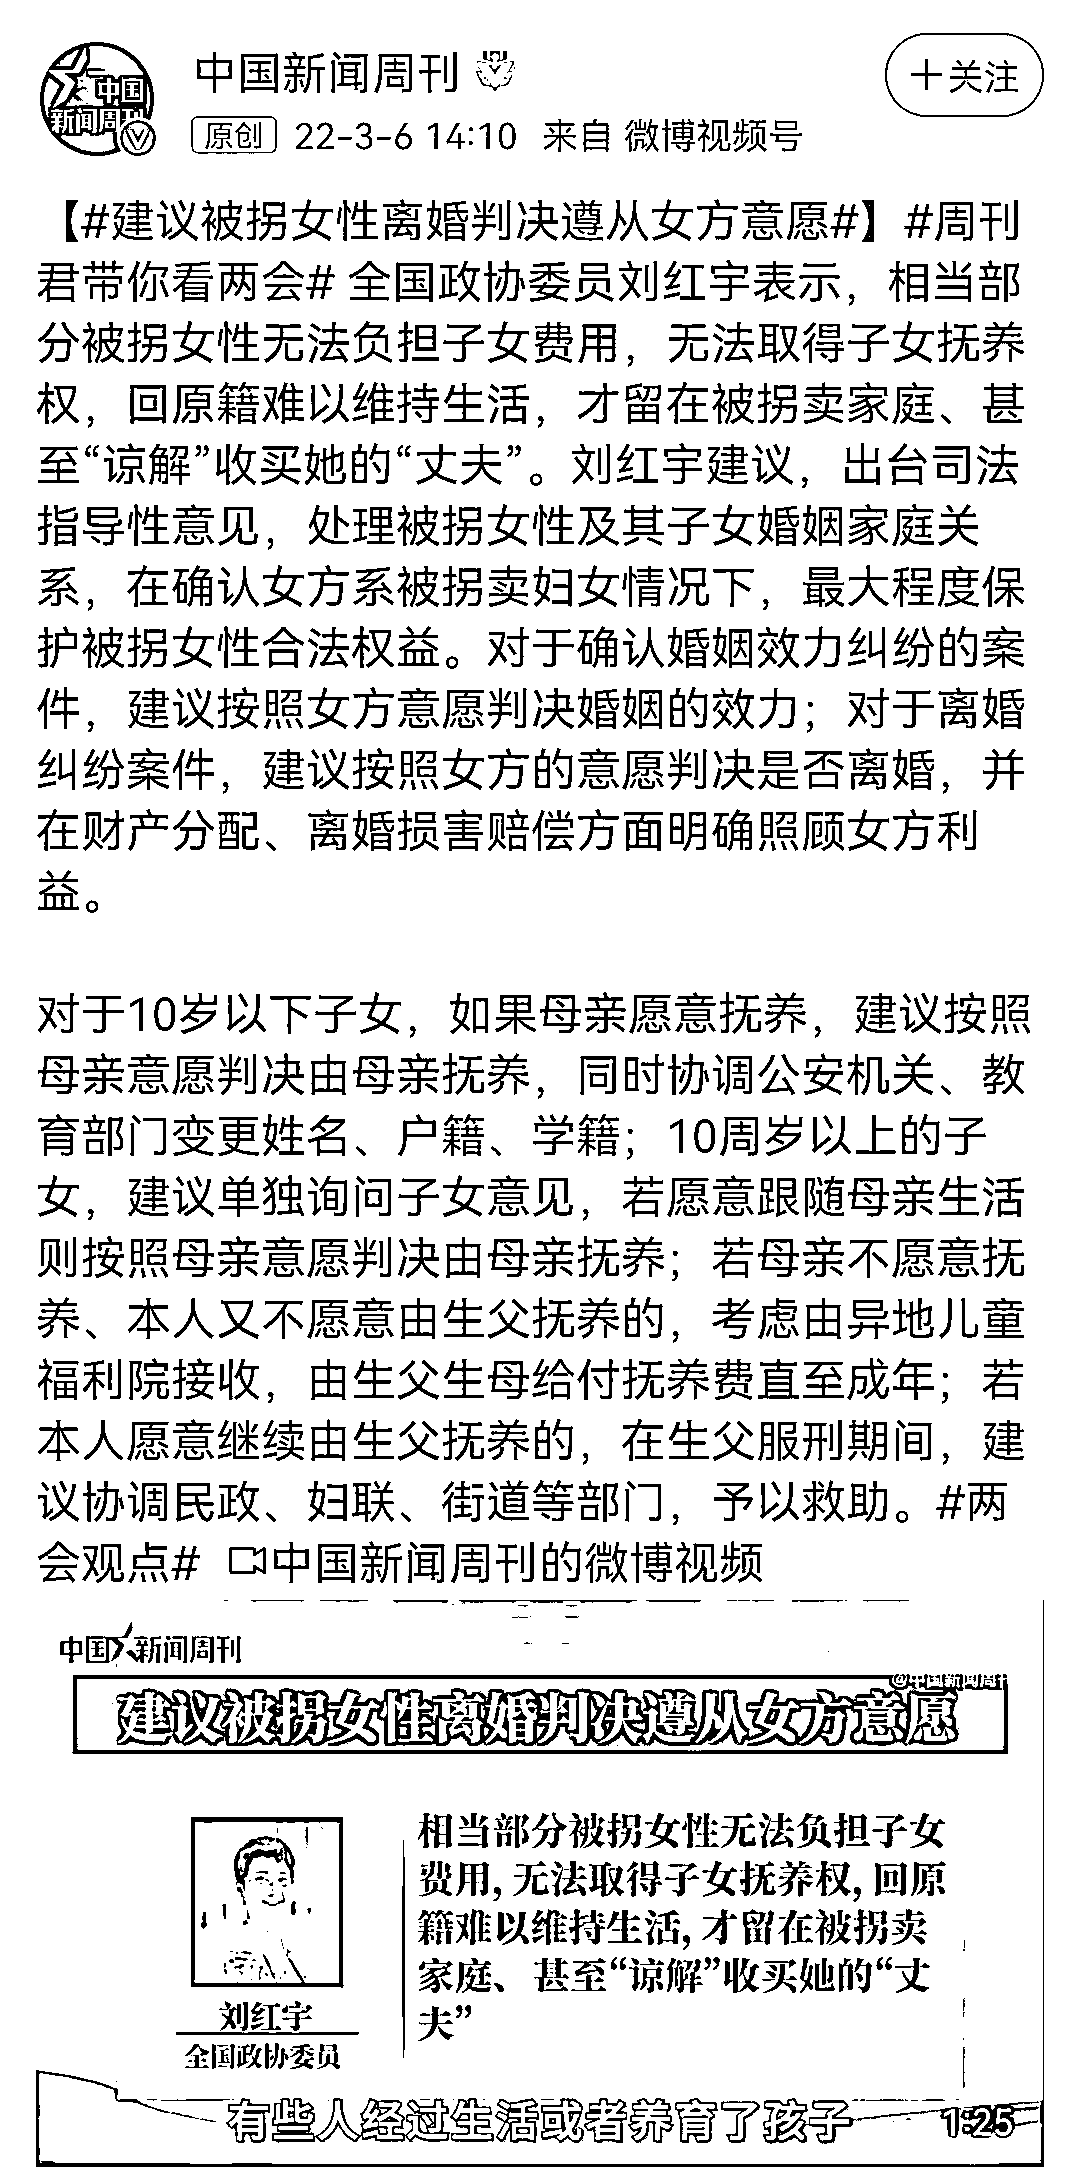 中国新闻周刊
+关注
中国
新闻周刊
原创 22-3-6 14:10 来自 微博视频号
【#建议被拐女性离婚判决遵从女方意愿#】#周刊
君带你看两会# 全国政协委员刘红宇表示，相当部
分被拐女性无法负担子女费用，无法取得子女抚养
权，回原籍难以维持生活，才留在被拐卖家庭、甚
至“谅解”收买她的“丈夫”。刘红宇建议，出台司法
指导性意见，处理被拐女性及其子女婚姻家庭关
系，在确认女方系被拐卖妇女情况下，最大程度保
护被拐女性合法权益。对于确认婚姻效力纠纷的案
件，建议按照女方意愿判决婚姻的效力；对于离婚
纠纷案件，建议按照女方的意愿判决是否离婚，并
在财产分配、离婚损害赔偿方面明确照顾女方利
益。
对于10岁以下子女，如果母亲愿意抚养，建议按照
母亲意愿判决由母亲抚养，同时协调公安机关、教
育部门变更姓名、户籍、学籍；10周岁以上的子
女，建议单独询问子女意见，若愿意跟随母亲生活
则按照母亲意愿判决由母亲抚养；若母亲不愿意抚
养、本人又不愿意由生父抚养的，考虑由异地儿童
福利院接收，由生父生母给付抚养费直至成年；若
本人愿意继续由生父抚养的，在生父服刑期间，建
议协调民政、妇联、街道等部门，予以救助。#两
会观点# 中国新闻周刊的微博视频
中国新闻周刊
@中国新闻周刊
建议被拐女性离婚判决遵从女方意愿
相当部分被拐女性无法负担子女
费用,无法取得子女抚养权,回原
籍难以维持生活,才留在被拐卖
家庭、甚至“谅解”收买她的“丈
夫”
刘红宇
全国政协委员
有些人经过生活或者养育了孩子
1:25